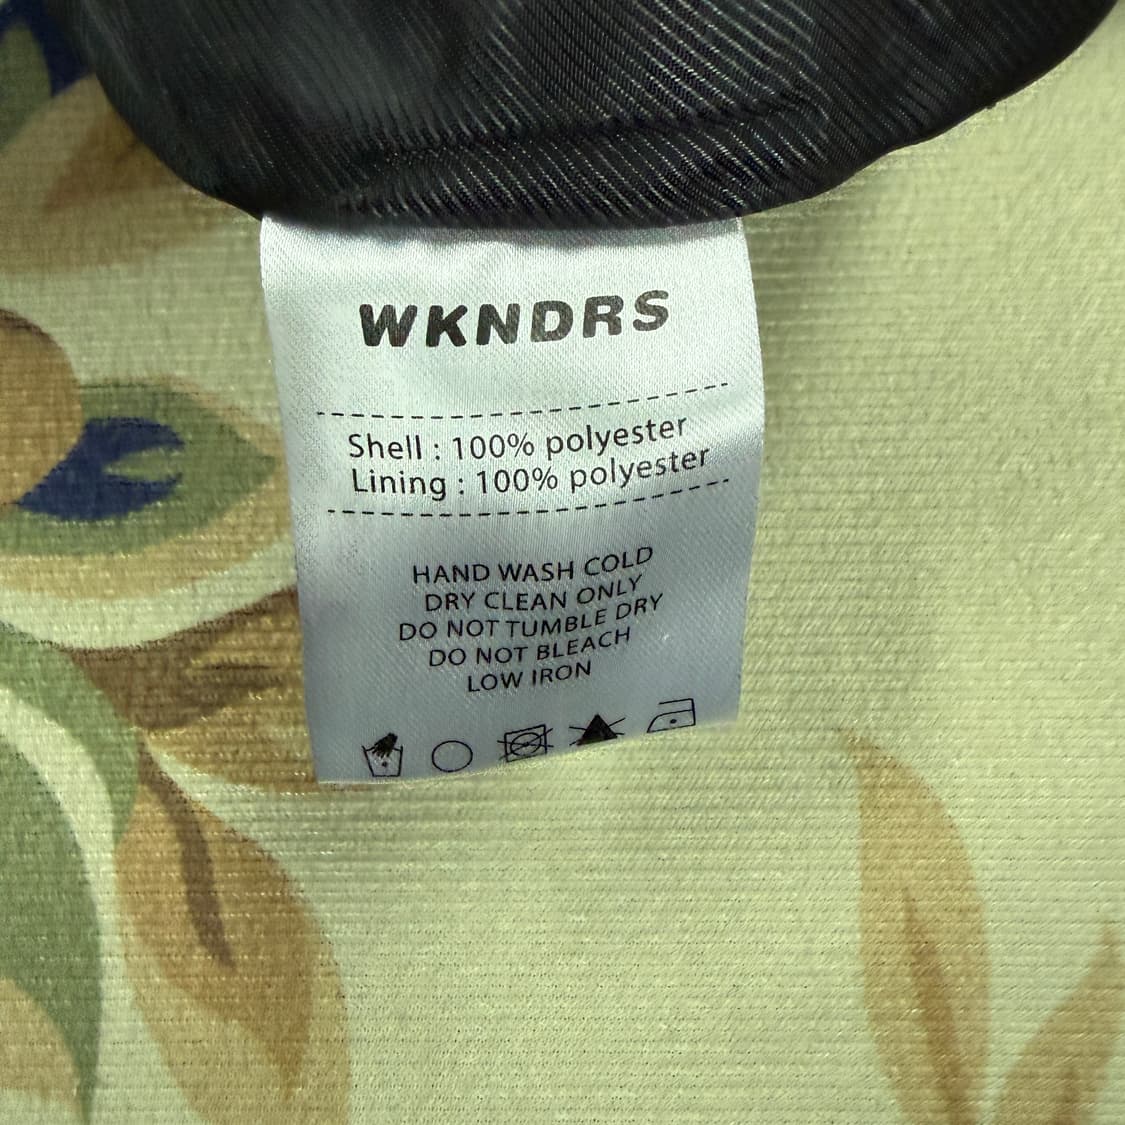 WKNDRS
Shell : 100% polyester
Lining : 100% polyester
HAND WASH COLD
DRY CLEAN ONLY
DO NOT TUMBLE DRY
DO NOT BLEACH
LOW IRON